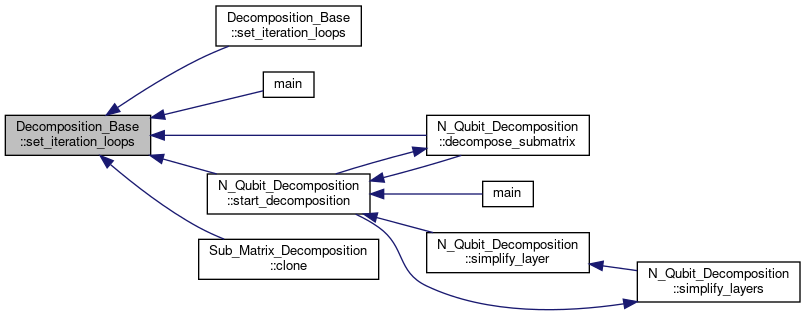 Decomposition_Base
::set_iteration_loops
main
Decomposition_Base
::set_iteration_loops
N_Qubit_Decomposition
::decompose_submatrix
N_Qubit_Decomposition
::start_decomposition
main
Sub_Matrix_Decomposition
::clone
N_Qubit_Decomposition
::simplify_layer
N_Qubit_Decomposition
::simplify_layers